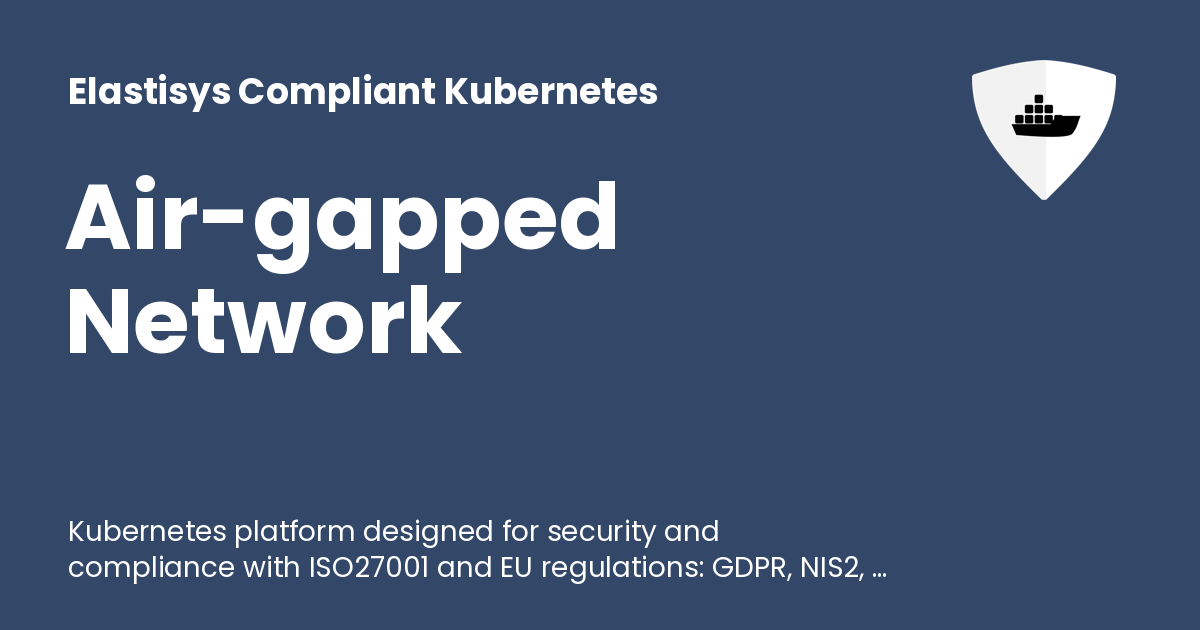 Elastisys Compliant Kubernetes
Air-gapped
Network
Kubernetes platform designed for security and
compliance with ISO27001 and EU regulations: GDPR, NIS2, ...